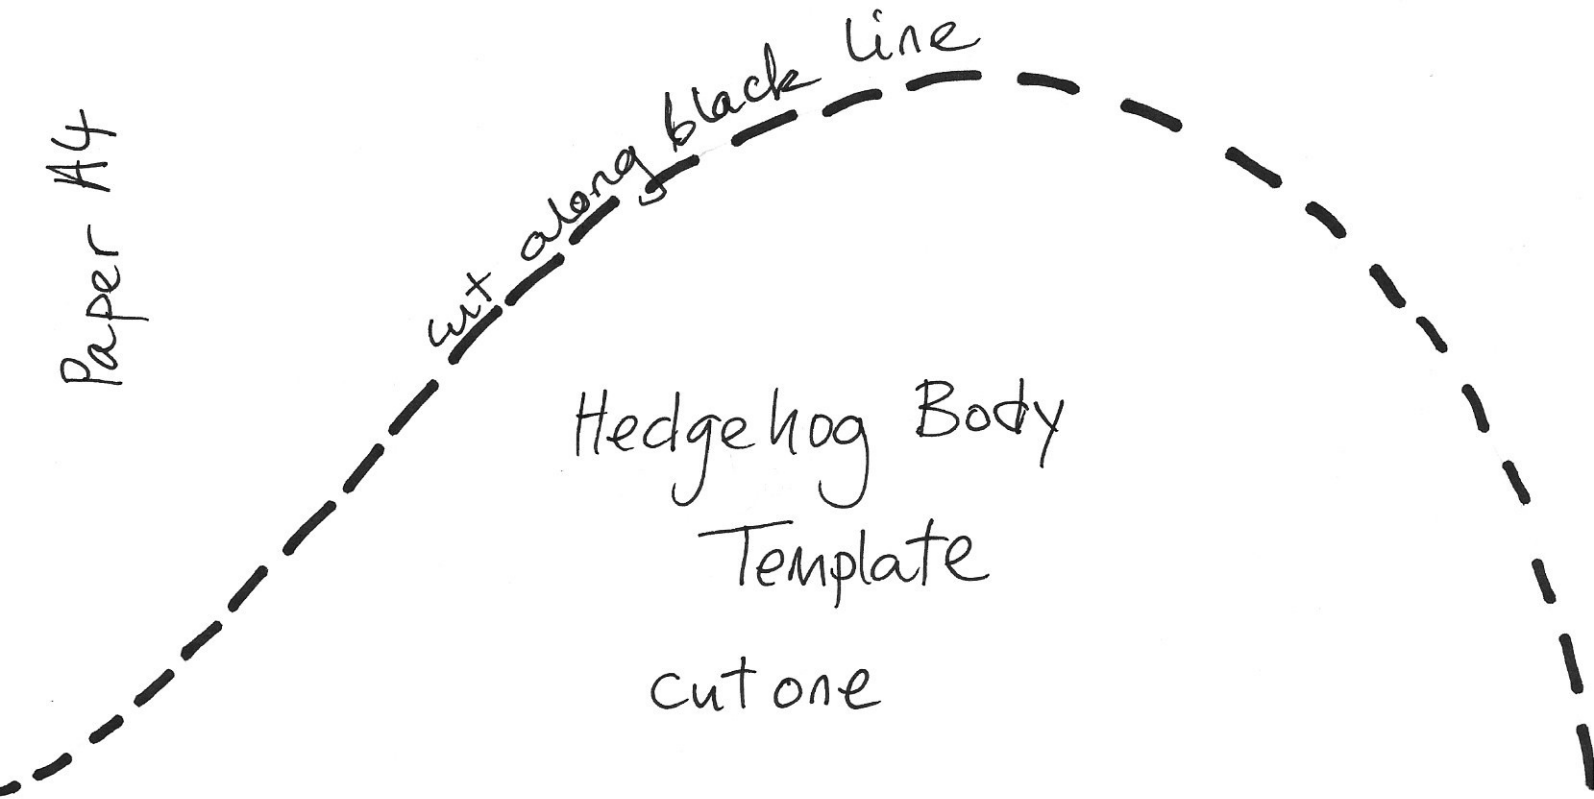 Paper A4
cut along black line
Hedgehog Body
Template
cut one